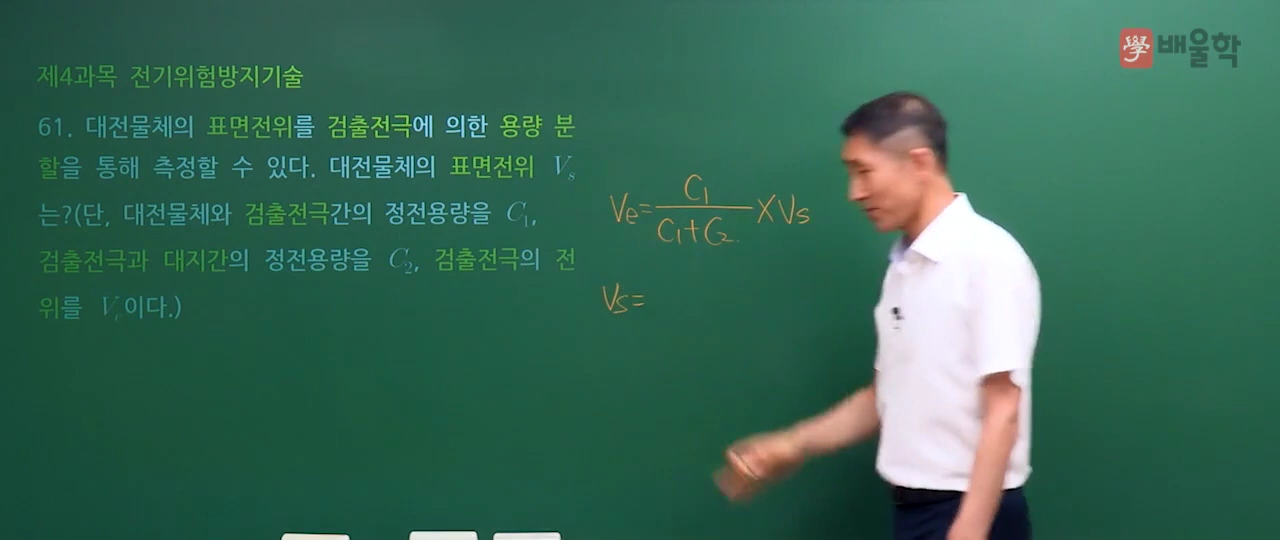 學 배울학
제4과목 전기위험방지기술
61. 대전물체의 표면전위를 검출전극에 의한 용량 분
할을 통해 측정할 수 있다. 대전물체의 표면전위 Vₛ
는?(단, 대전물체와 검출전극간의 정전용량을 C₁,
검출전극과 대지간의 정전용량을 C₂, 검출전극의 전
위를 Vₑ이다.)
Ve= C₁ / C₁+C₂ ×Vs
Vs=